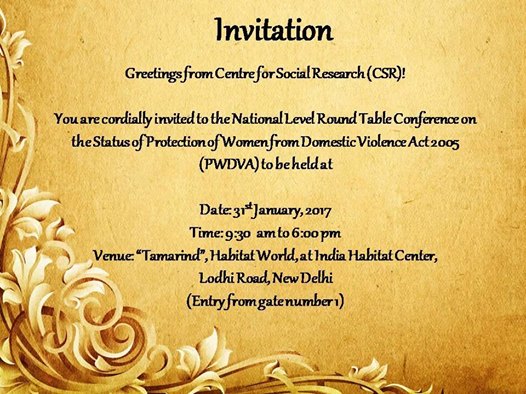 Invitation
Greetings from Centre for Social Research (CSR)!
You are cordially invited to the National Level Round Table Conference on
the Status of Protection of Women from Domestic Violence Act 2005
(PWDVA) to be held at
Date: 31st January, 2017
Time: 9:30 am to 6:00 pm
Venue: “Tamarind”, Habitat World, at India Habitat Center,
Lodhi Road, New Delhi
(Entry from gate number 1)